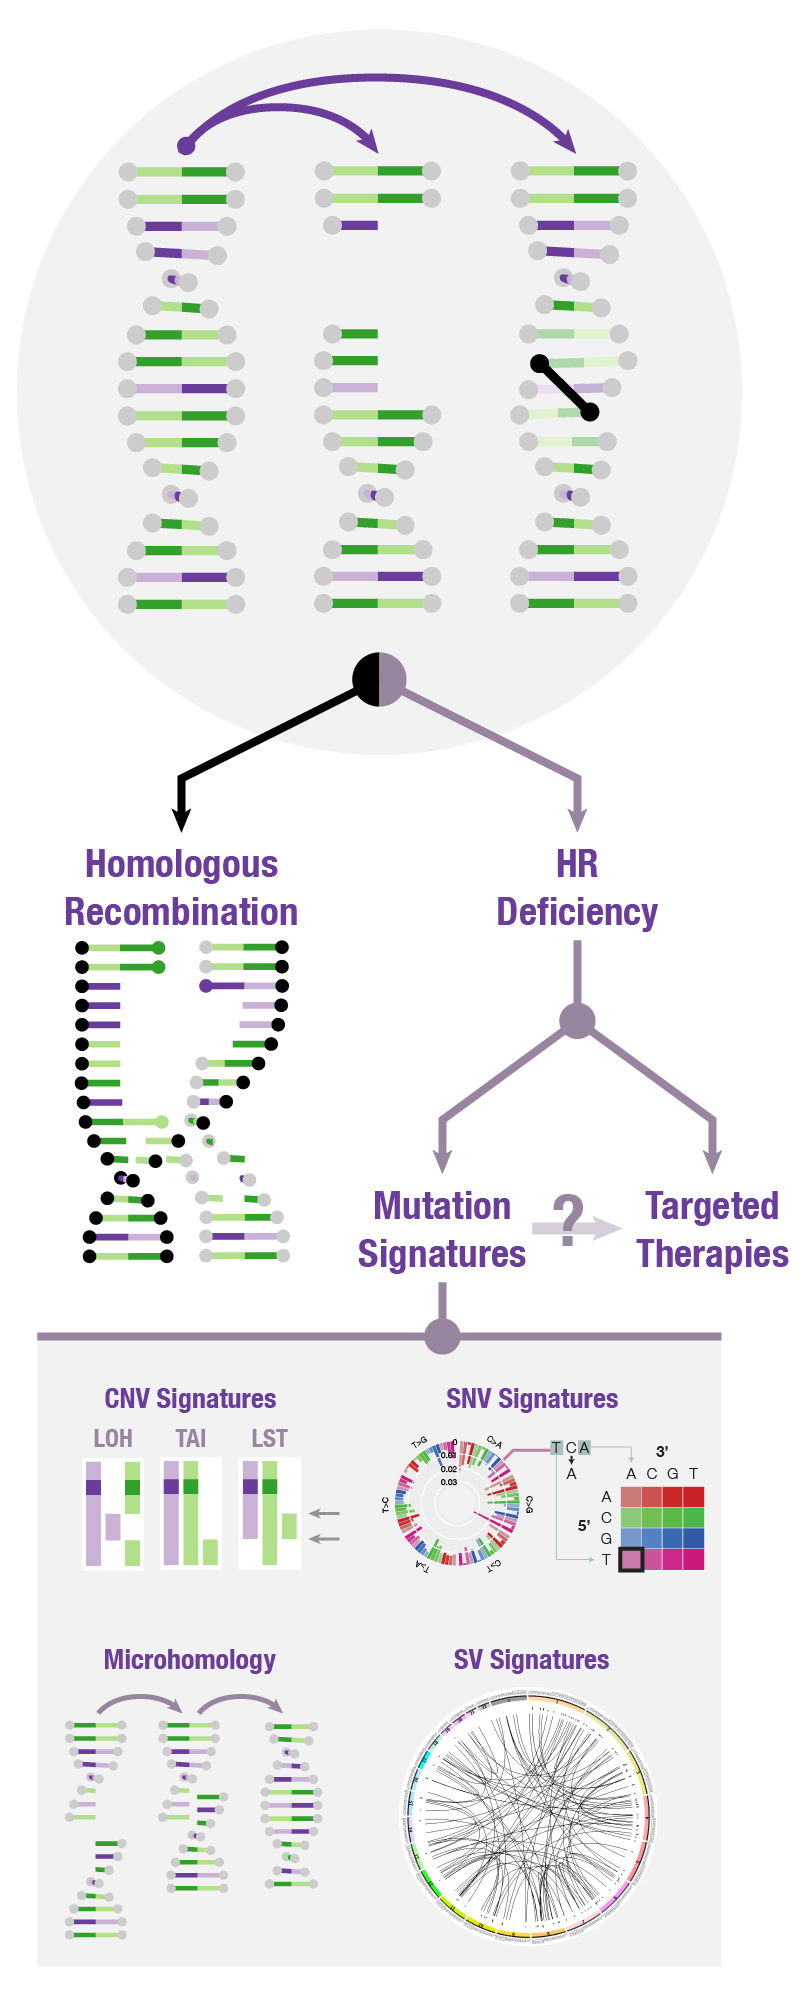 Homologous
Recombination
HR
Deficiency
Mutation
Signatures
?
Targeted
Therapies
CNV Signatures
LOH TAI LST
SNV Signatures
T>G
0
0.01
0.02
0.03
C>A
C>G
C>T
T>A
T>C
T C A
A
3'
A C G T
5'
A
C
G
T
Microhomology
SV Signatures